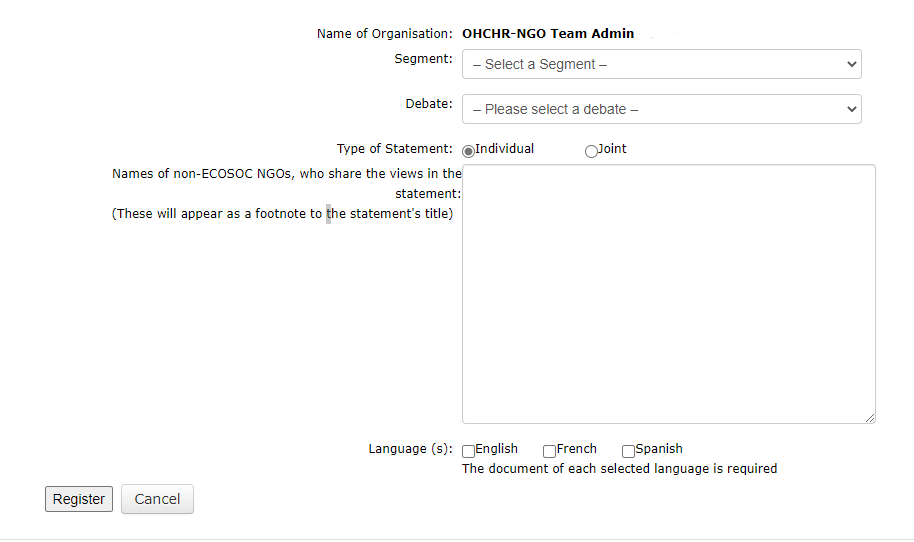 Name of Organisation: OHCHR-NGO Team Admin
Segment: – Select a Segment –
Debate: – Please select a debate –
Type of Statement: Individual Joint
Names of non-ECOSOC NGOs, who share the views in the
statement:
(These will appear as a footnote to the statement's title)
Language (s): English French Spanish
The document of each selected language is required
Register Cancel